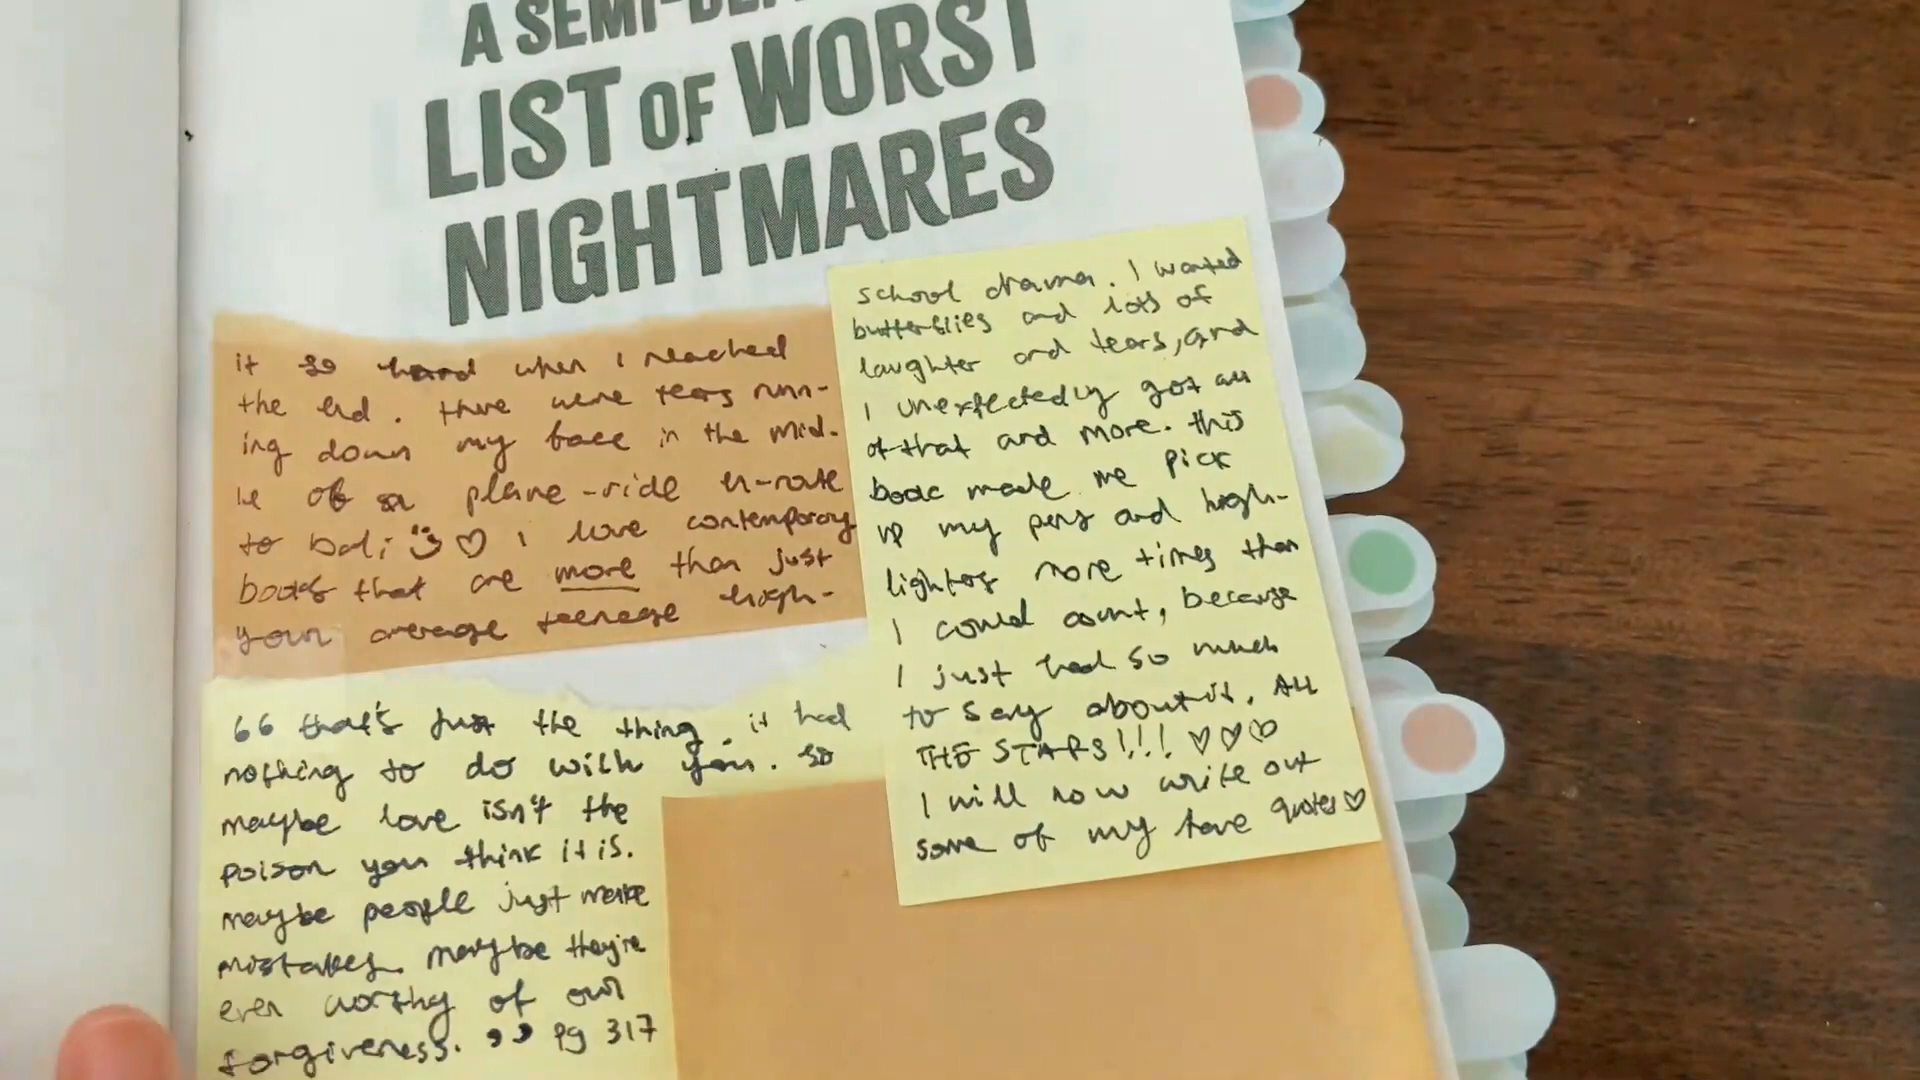 A SEMI-DEF
LIST OF WORST
NIGHTMARES
it so hard when i reached
the end. there were tears runn-
ing down my face in the midd-
le of a plane-ride en-route
to bali i love contemporary
books that are more than just
your average teenage high-
school drama. I wanted
butterflies and lots of
laughter and tears, and
I unexpectedly got all
of that and more. this
book made me pick
up my pens and high-
lighters more times than
I could count, because
I just had so much
to say about it. ALL
THE STARS!!! ♡♡♡
I will now write out
some of my fave quotes♡
66 that's just the thing. it had
nothing to do with you. so
maybe love isn't the
poison you think it is.
maybe people just make
mistakes. maybe they're
even worthy of our
forgiveness. 99 pg 317